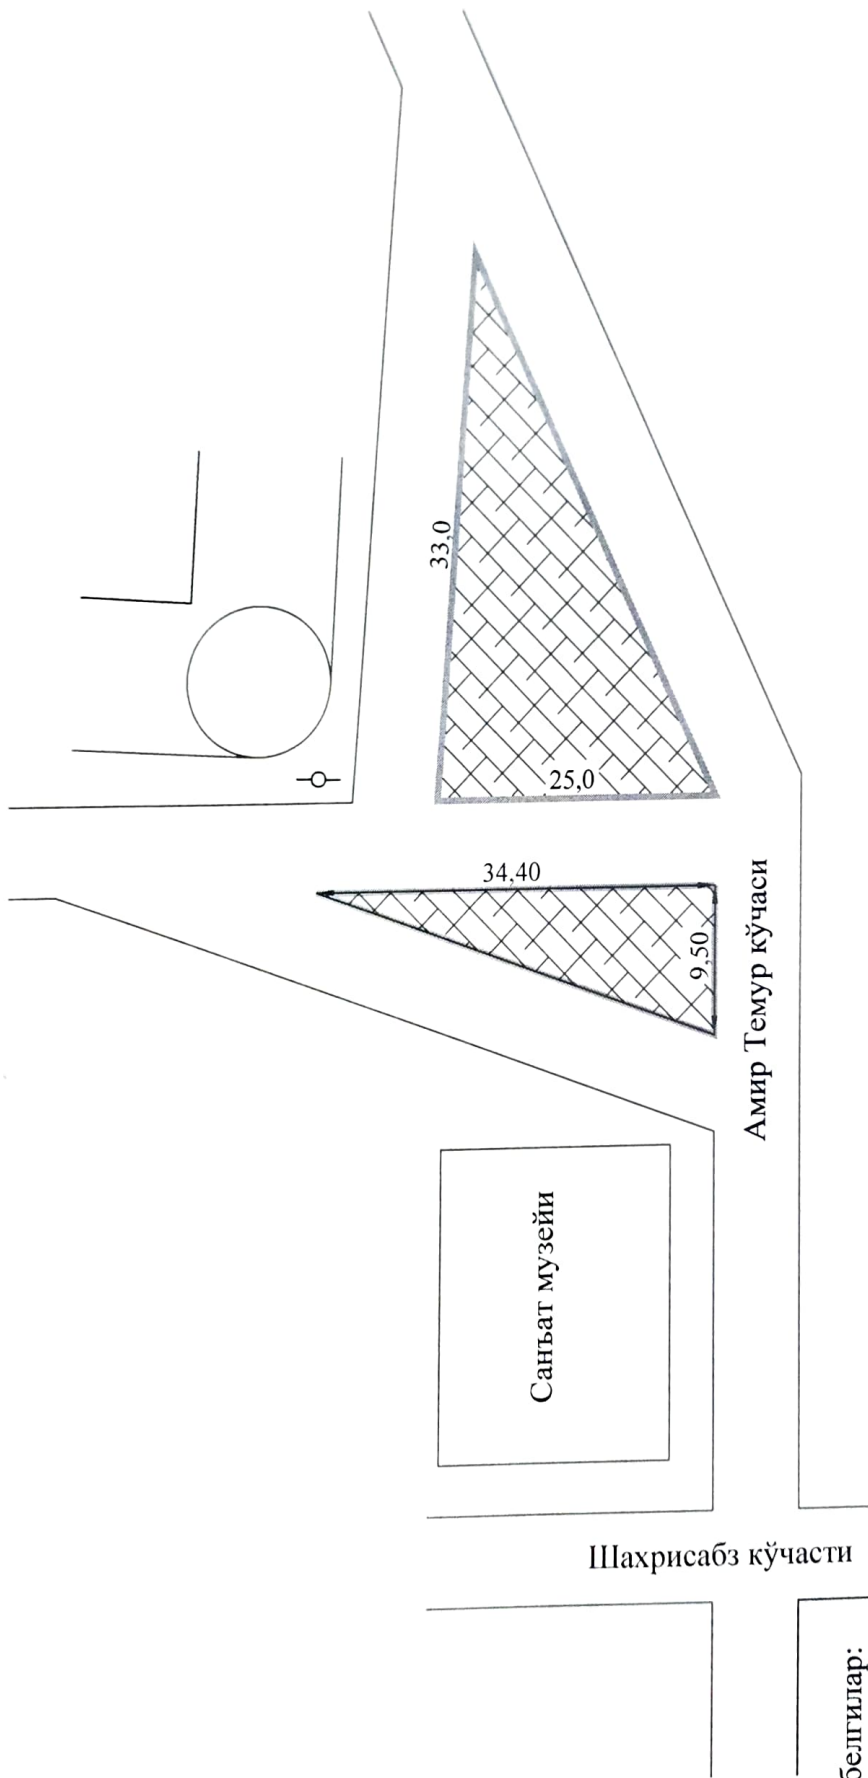 33,0
25,0
34,40
9,50
Амир Темур кўчаси
Санъат музейи
Шахрисабз кўчасти
белгилар: